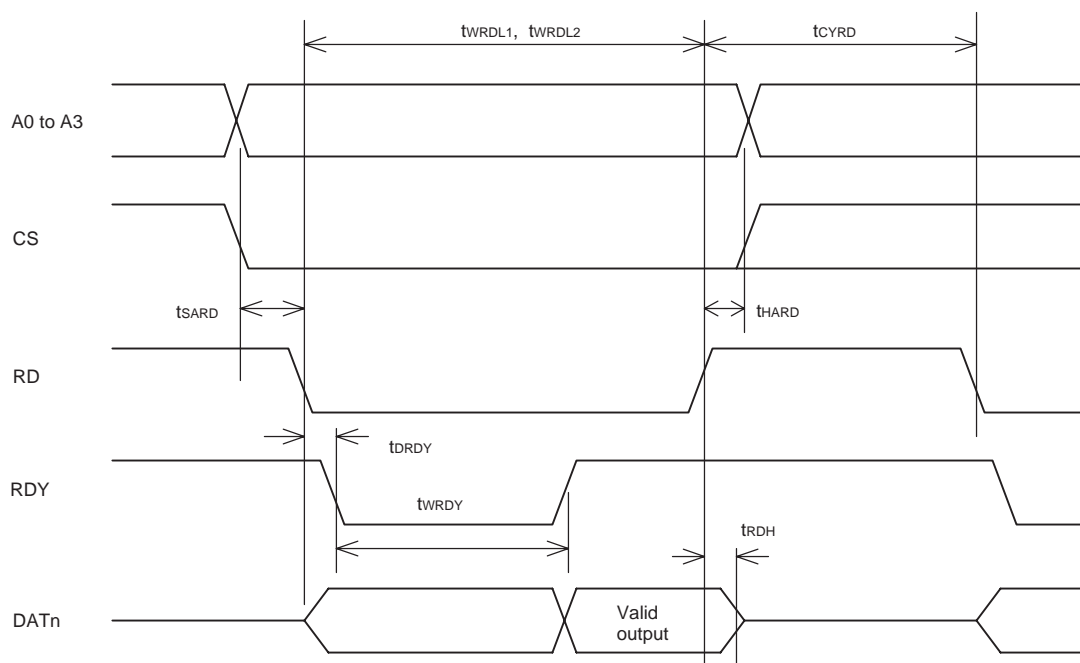 tWRDL1, tWRDL2
tCYRD
A0 to A3
CS
tSARD
tHARD
RD
tDRDY
RDY
tWRDY
tRDH
DATn
Valid
output